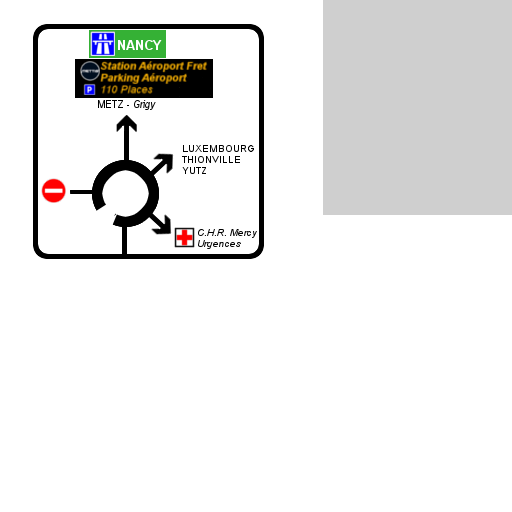 NANCY
Station Aéroport Fret
Parking Aéroport
P 110 Places
METZ - Grigy
LUXEMBOURG
THIONVILLE
YUTZ
C.H.R. Mercy
Urgences